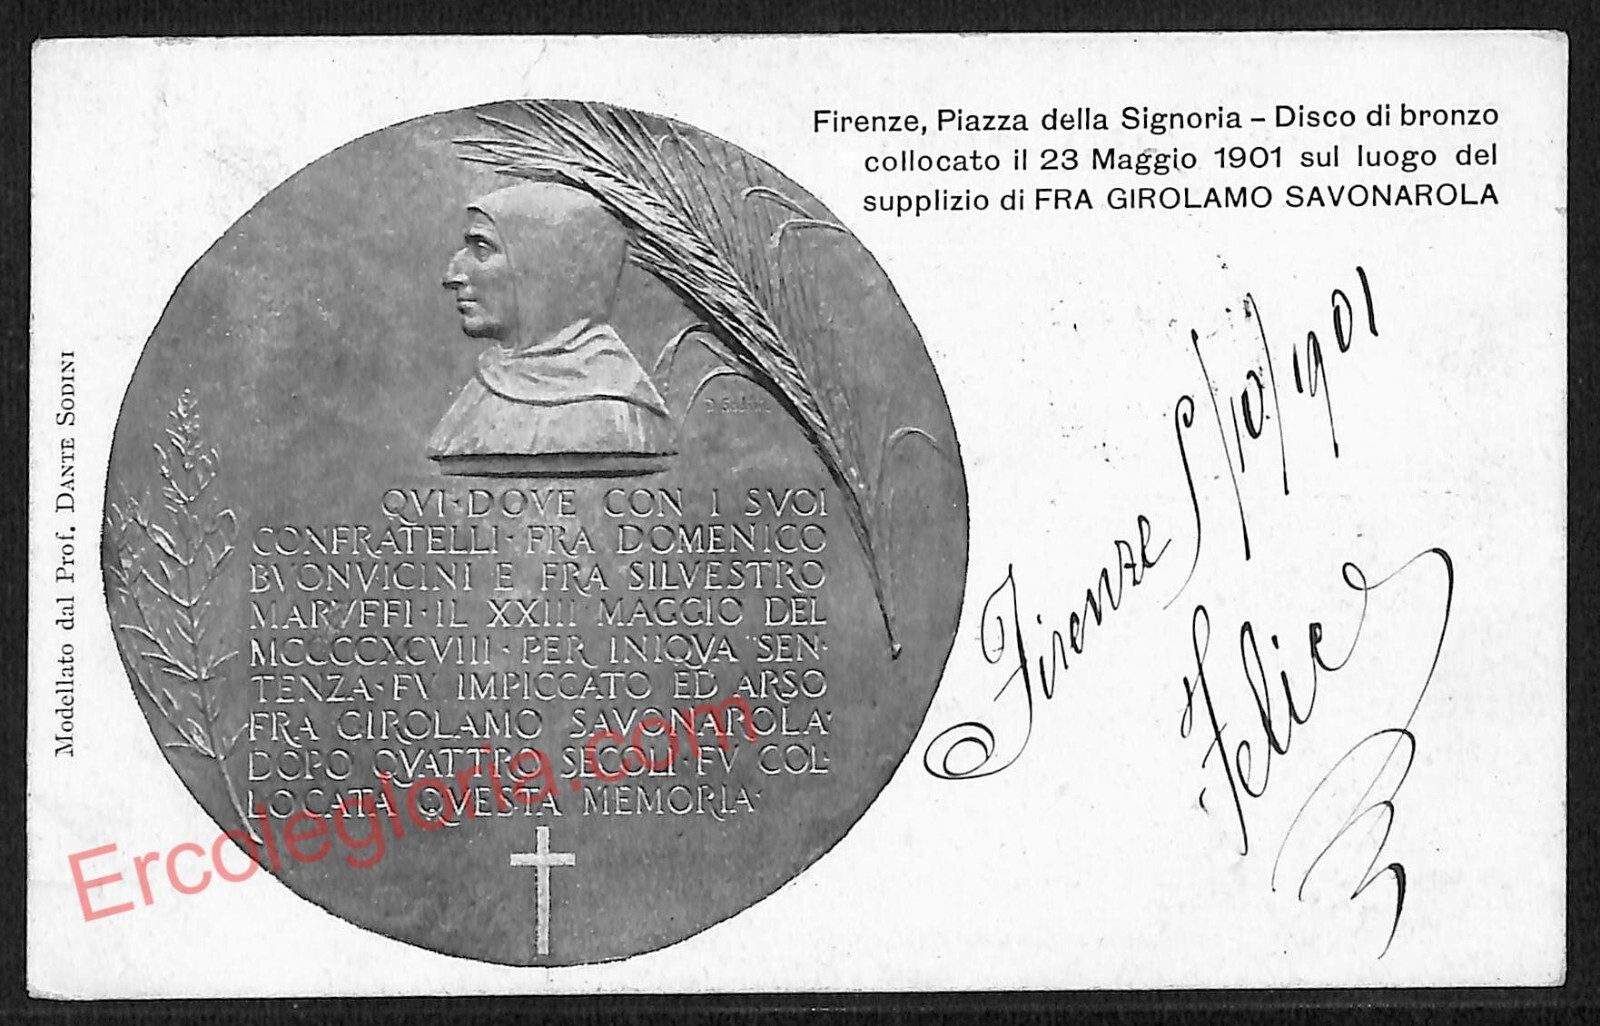 Firenze, Piazza della Signoria – Disco di bronzo
collocato il 23 Maggio 1901 sul luogo del
supplizio di FRA GIROLAMO SAVONAROLA
Modellato dal Prof. DANTE SODINI
QVI·DOVE CON I SVOI
CONFRATELLI·FRA DOMENICO
BVONVICINI E FRA SILVESTRO
MARVFFI·IL XXIII MAGGIO DEL
MCCCCXCVIII·PER INIQVA SEN·
TENZA·FV IMPICCATO ED ARSO
FRA GIROLAMO SAVONAROLA·
DOPO QVATTRO SECOLI·FV COL·
LOCATA QVESTA MEMORIA·
Firenze 5/10/1901
Felice
Ercolegloria.com